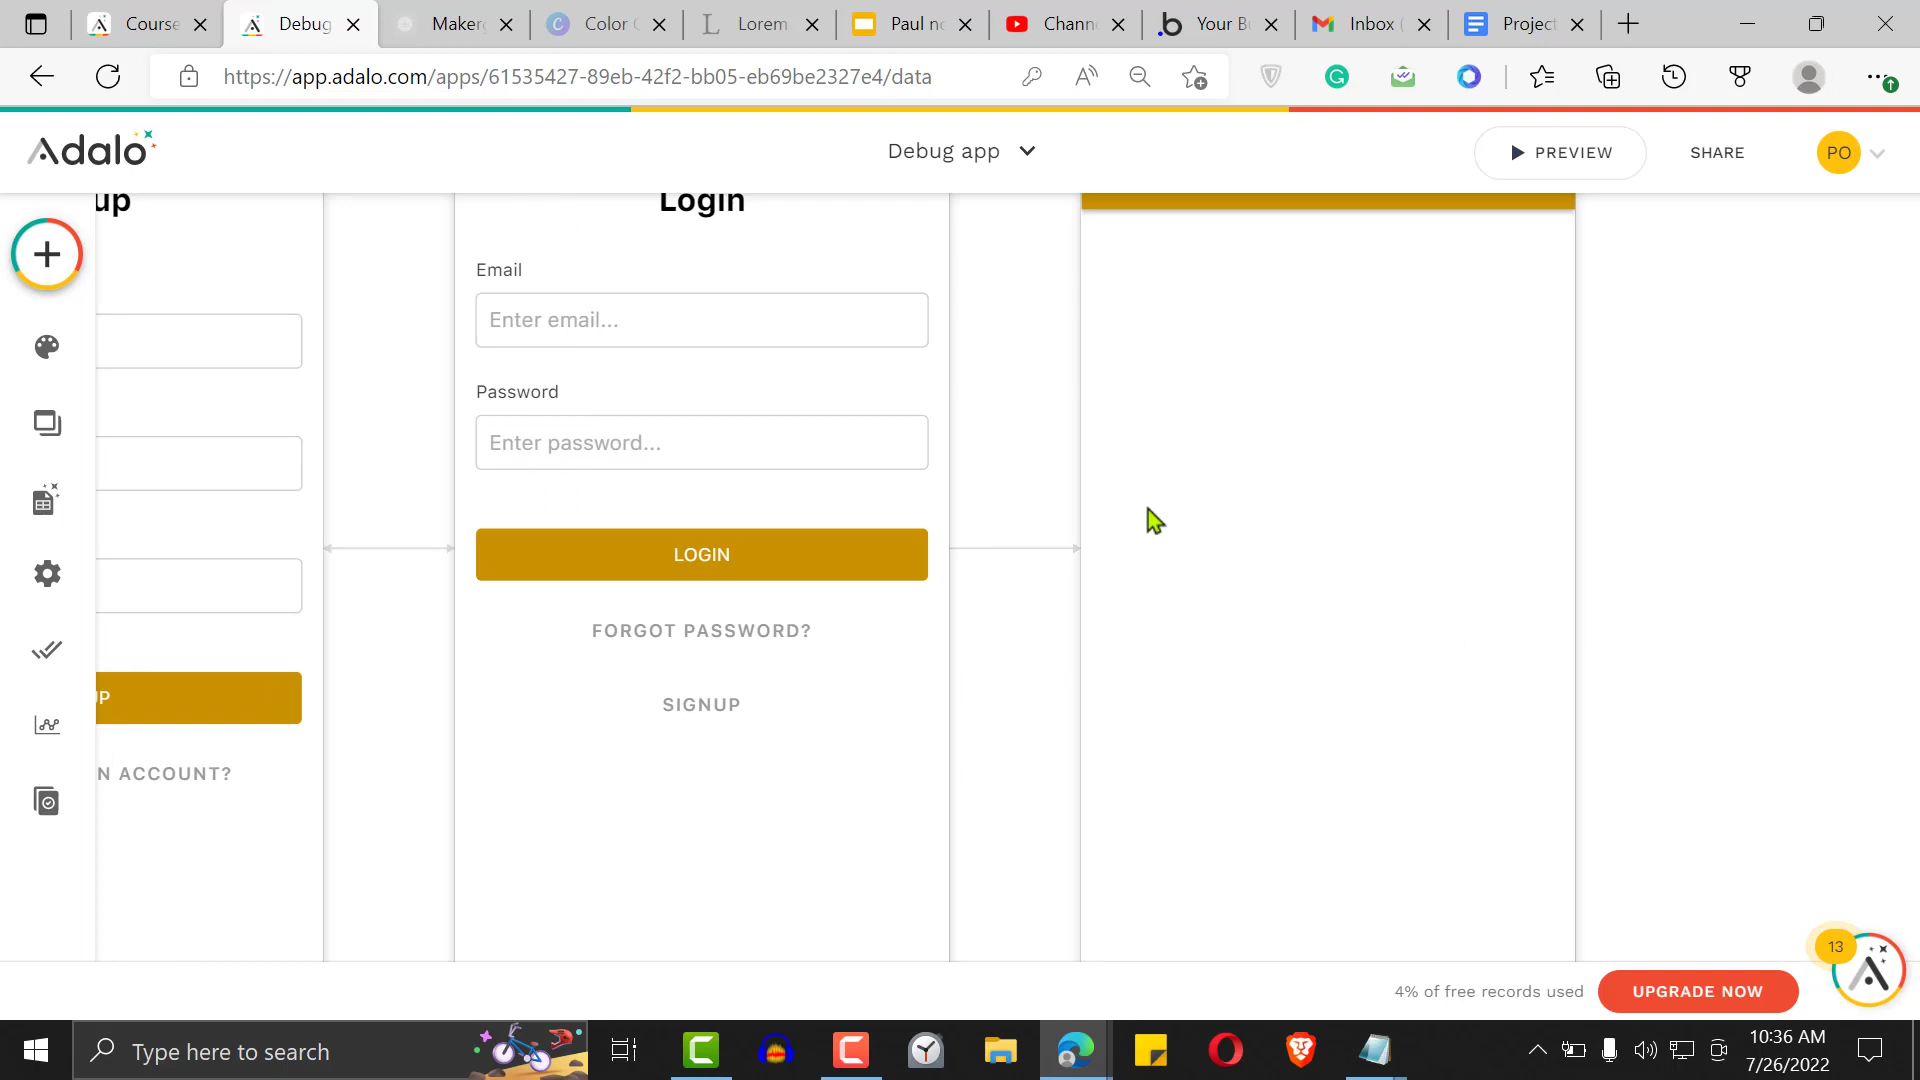 Course
Debug
Maker
Color
Lorem
Paul no
Chann
Your B
Inbox (
Project
https://app.adalo.com/apps/61535427-89eb-42f2-bb05-eb69be2327e4/data
Adalo
Debug app
PREVIEW
SHARE
PO
up
Login
Email
Enter email...
Password
Enter password...
LOGIN
FORGOT PASSWORD?
SIGNUP
UP
N ACCOUNT?
13
4% of free records used
UPGRADE NOW
Type here to search
10:36 AM
7/26/2022